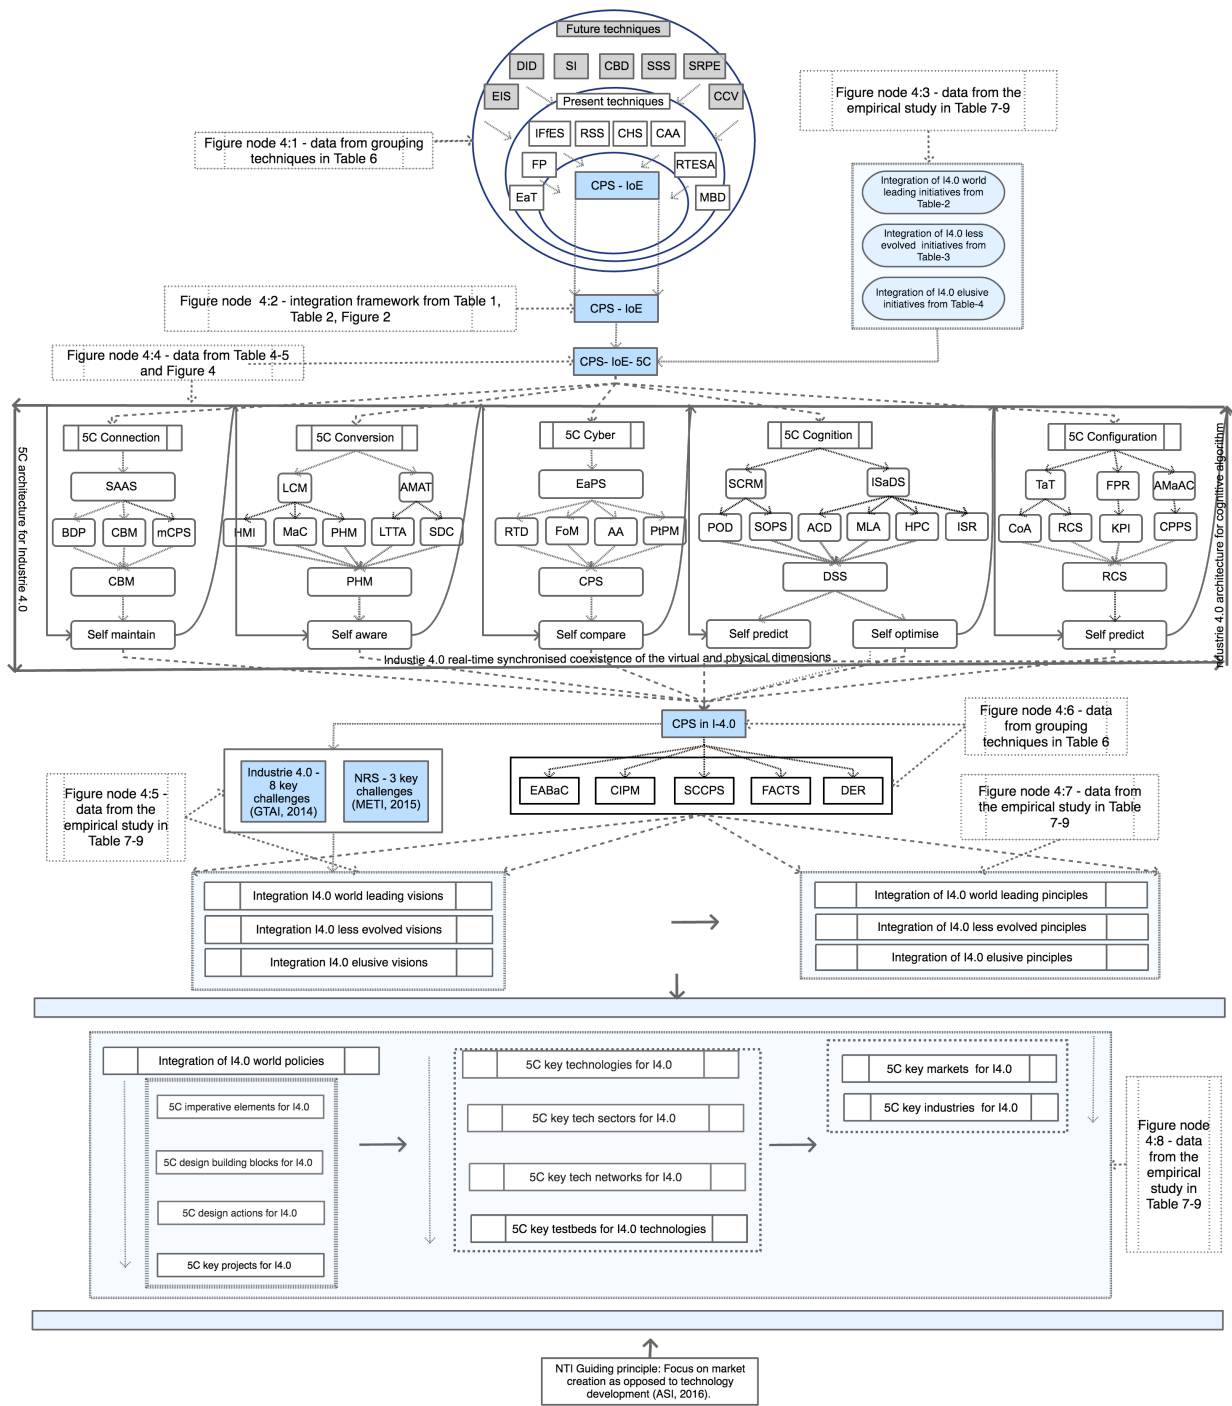 Future techniques
DID
SI
CBD
SSS
SRPE
EIS
CCV
Present techniques
IFfES
RSS
CHS
CAA
FP
RTESA
CPS - IoE
EaT
MBD
Figure node 4:1 - data from grouping
techniques in Table 6
Figure node 4:3 - data from the
empirical study in Table 7-9
Integration of I4.0 world
leading initiatives from
Table-2
Integration of I4.0 less
evolved initiatives from
Table-3
Integration of I4.0 elusive
initiatives from Table-4
Figure node 4:2 - integration framework from Table 1,
Table 2, Figure 2
CPS - IoE
Figure node 4:4 - data from Table 4-5
and Figure 4
CPS- IoE- 5C
5C architecture for Industrie 4.0
5C Connection
SAAS
BDP
CBM
mCPS
CBM
Self maintain
5C Conversion
LCM
AMAT
HMI
MaC
PHM
LTTA
SDC
PHM
Self aware
5C Cyber
EaPS
RTD
FoM
AA
PtPM
CPS
Self compare
5C Cognition
SCRM
ISaDS
POD
SOPS
ACD
MLA
HPC
ISR
DSS
Self predict
Self optimise
5C Configuration
TaT
FPR
AMaAC
CoA
RCS
KPI
CPPS
RCS
Self predict
Industrie 4.0 architecture for cognitive algorithm
Industie 4.0 real-time synchronised coexistence of the virtual and physical dimensions
CPS in I-4.0
Figure node 4:6 - data
from grouping
techniques in Table 6
Industrie 4.0 -
8 key
challenges
(GTAI, 2014)
NRS - 3 key
challenges
(METI, 2015)
EABaC
CIPM
SCCPS
FACTS
DER
Figure node 4:5 -
data from the
empirical study in
Table 7-9
Figure node 4:7 - data
from the empirical study in Table
7-9
Integration I4.0 world leading visions
Integration I4.0 less evolved visions
Integration I4.0 elusive visions
Integration of I4.0 world leading pinciples
Integration of I4.0 less evolved pinciples
Integration of I4.0 elusive pinciples
Integration of I4.0 world policies
5C imperative elements for I4.0
5C design building blocks for I4.0
5C design actions for I4.0
5C key projects for I4.0
5C key technologies for I4.0
5C key tech sectors for I4.0
5C key tech networks for I4.0
5C key testbeds for I4.0 technologies
5C key markets for I4.0
5C key industries for I4.0
Figure node
4:8 - data
from the
empirical
study in
Table 7-9
NTI Guiding principle: Focus on market
creation as opposed to technology
development (ASI, 2016).